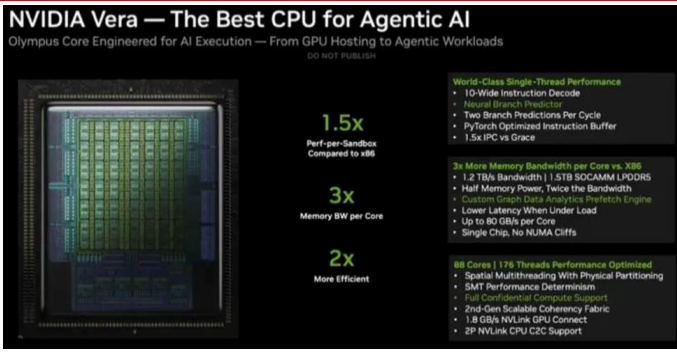 NVIDIA Vera — The Best CPU for Agentic AI
Olympus Core Engineered for AI Execution — From GPU Hosting to Agentic Workloads
DO NOT PUBLISH
1.5x
Perf-per-Sandbox
Compared to x86
3x
Memory BW per Core
2x
More Efficient
World-Class Single-Thread Performance
• 10-Wide Instruction Decode
• Neural Branch Predictor
• Two Branch Predictions Per Cycle
• PyTorch Optimized Instruction Buffer
• 1.5x IPC vs Grace
3x More Memory Bandwidth per Core vs. X86
• 1.2 TB/s Bandwidth | 1.5TB SOCAMM LPDDR5
• Half Memory Power, Twice the Bandwidth
• Custom Graph Data Analytics Prefetch Engine
• Lower Latency When Under Load
• Up to 80 GB/s per Core
• Single Chip, No NUMA Cliffs
88 Cores | 176 Threads Performance Optimized
• Spatial Multithreading With Physical Partitioning
• SMT Performance Determinism
• Full Confidential Compute Support
• 2nd-Gen Scalable Coherency Fabric
• 1.8 GB/s NVLink GPU Connect
• 2P NVLink CPU C2C Support